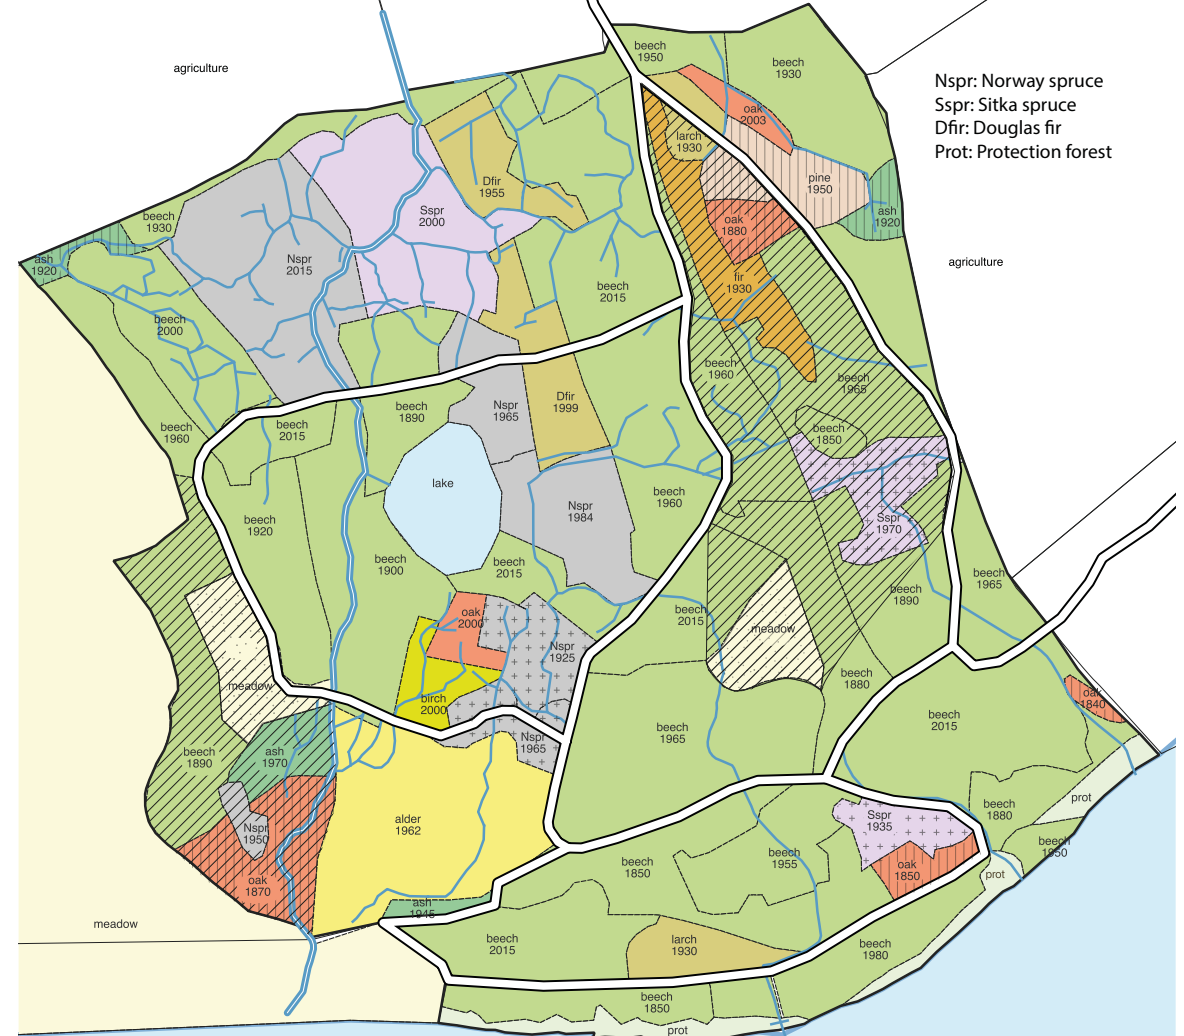 beech
1950
beech
1930
agriculture
Nspr: Norway spruce
Sspr: Sitka spruce
Dfir: Douglas fir
Prot: Protection forest
oak
2003
larch
1930
pine
1950
Dfir
1955
Sspr
2000
beech
1930
oak
1880
ash
1920
ash
1920
Nspr
2015
agriculture
fir
1930
beech
2015
beech
2000
beech
1960
beech
1965
beech
1890
Nspr
1965
Dfir
1999
beech
1960
beech
2015
beech
1850
lake
beech
1960
Nspr
1984
beech
1920
Sspr
1970
beech
1900
beech
2015
beech
1965
beech
1890
beech
2015
oak
2000
meadow
Nspr
1925
beech
1880
meadow
birch
2000
oak
1840
beech
2015
beech
1965
Nspr
1965
beech
1890
ash
1970
prot
beech
1880
Sspr
1935
alder
1962
Nspr
1950
beech
1950
beech
1955
beech
1850
oak
1850
prot
oak
1870
ash
1945
meadow
beech
2015
larch
1930
beech
1980
beech
1850
prot